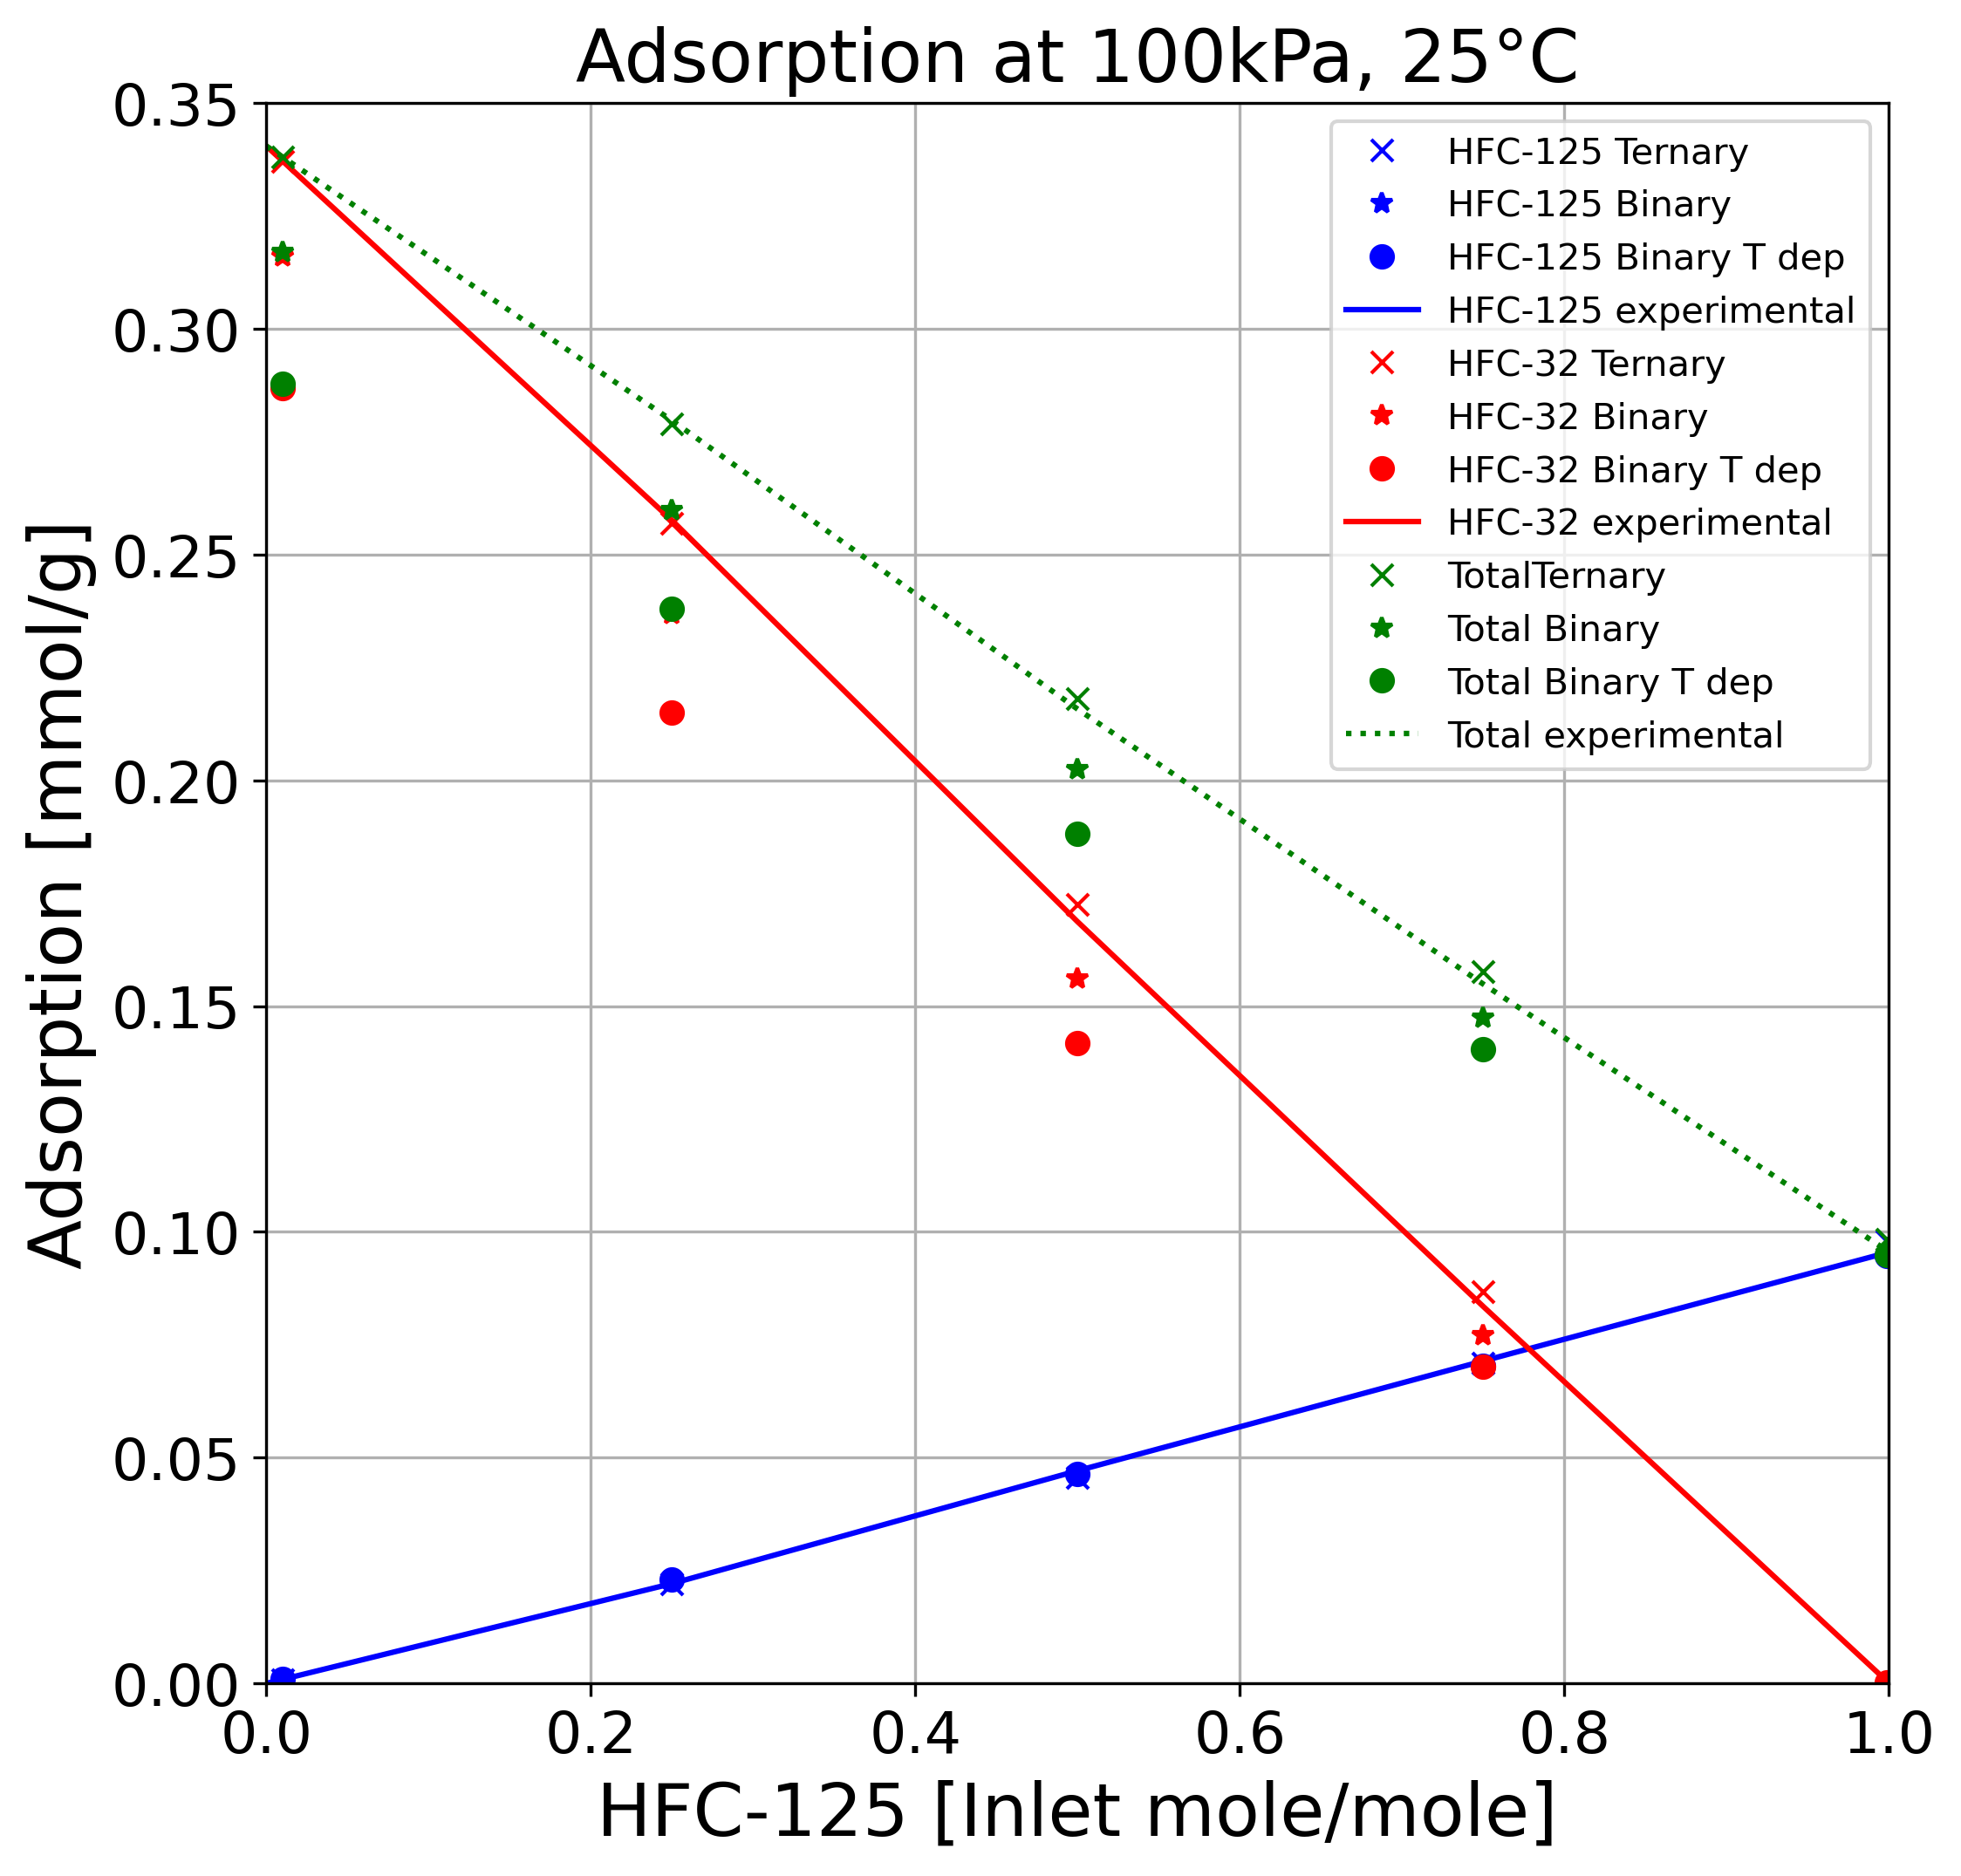 Adsorption at 100kPa, 25°C
0.35
0.30
0.25
0.20
0.15
0.10
0.05
0.00
Adsorption [mmol/g]
HFC-125 Ternary
HFC-125 Binary
HFC-125 Binary T dep
HFC-125 experimental
HFC-32 Ternary
HFC-32 Binary
HFC-32 Binary T dep
HFC-32 experimental
TotalTernary
Total Binary
Total Binary T dep
Total experimental
0.0 0.2 0.4 0.6 0.8 1.0
HFC-125 [Inlet mole/mole]